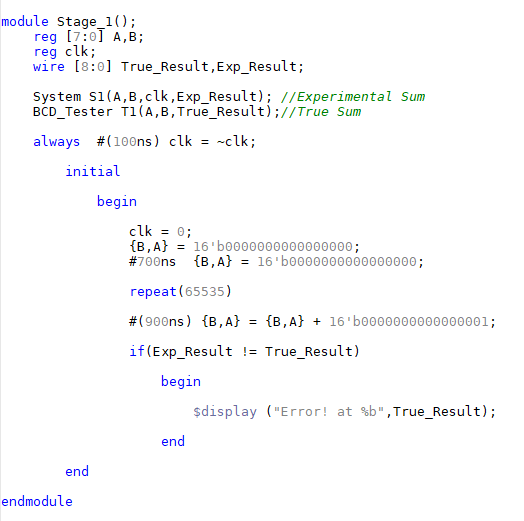 module Stage_1();
reg [7:0] A,B;
reg clk;
wire [8:0] True_Result,Exp_Result;
System S1(A,B,clk,Exp_Result); //Experimental Sum
BCD_Tester T1(A,B,True_Result);//True Sum
always  #(100ns) clk = ~clk;
initial
begin
clk = 0;
{B,A} = 16'b0000000000000000;
#700ns  {B,A} = 16'b0000000000000000;
repeat(65535)
#(900ns) {B,A} = {B,A} + 16'b0000000000000001;
if(Exp_Result != True_Result)
begin
$display ("Error! at %b",True_Result);
end
end
endmodule